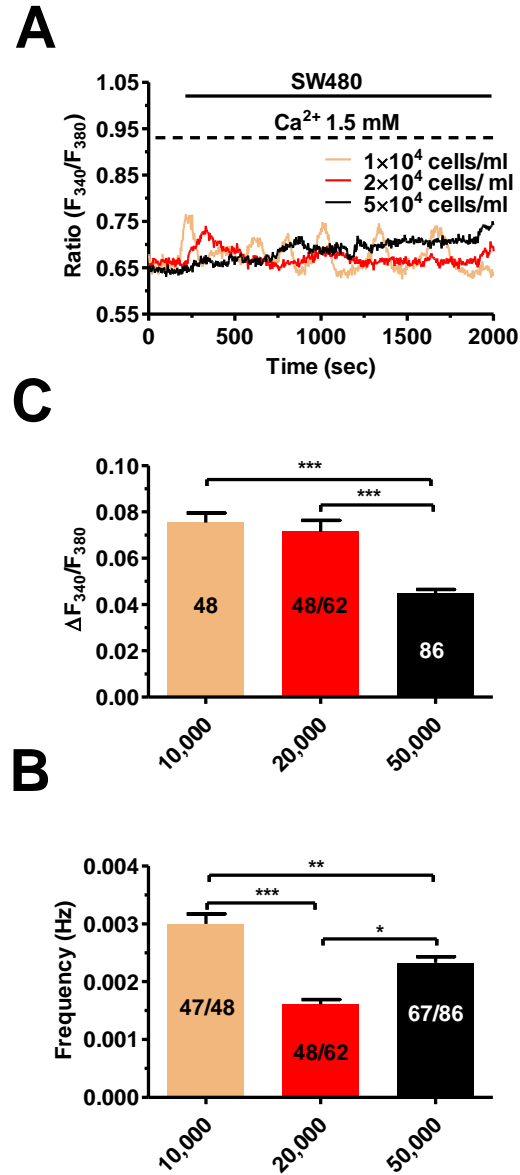 A
SW480
Ca²⁺ 1.5 mM
1×10⁴ cells/ml
2×10⁴ cells/ ml
5×10⁴ cells/ml
Ratio (F₃₄₀/F₃₈₀)
1.05
0.95
0.85
0.75
0.65
0.55
0 500 1000 1500 2000
Time (sec)
C
ΔF₃₄₀/F₃₈₀
0.10
0.08
0.06
0.04
0.02
0.00
***
***
48 48/62 86
10,000 20,000 50,000
B
Frequency (Hz)
0.004
0.003
0.002
0.001
0.000
**
***
*
47/48 48/62 67/86
10,000 20,000 50,000